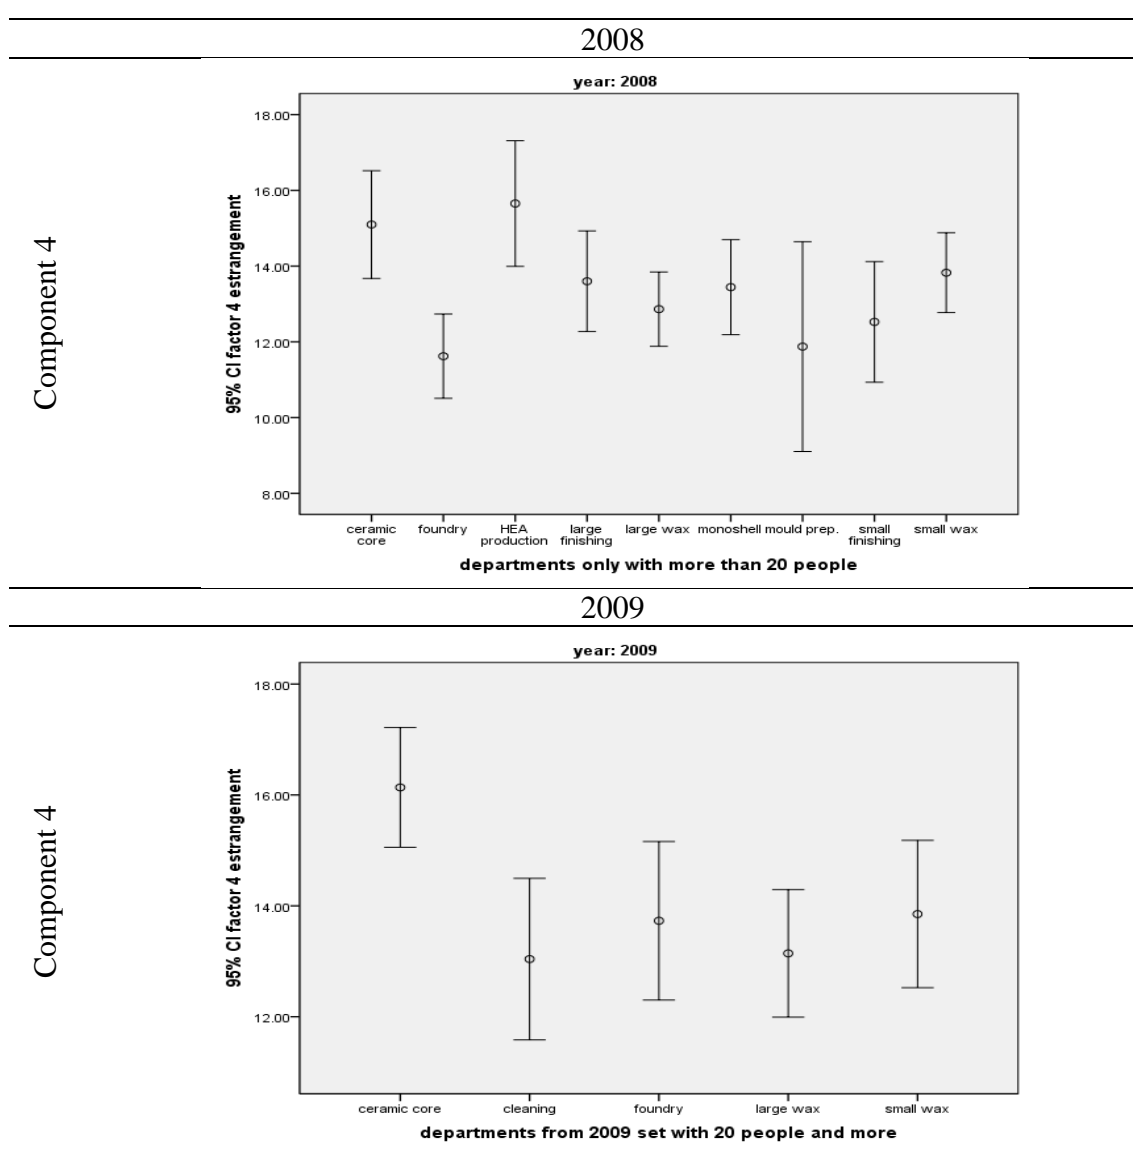 2008
Component 4
year: 2008
95% CI factor 4 estrangement
18.00
16.00
14.00
12.00
10.00
8.00
ceramic core
foundry
HEA production
large finishing
large wax
monoshell
mould prep.
small finishing
small wax
departments only with more than 20 people
2009
Component 4
year: 2009
95% CI factor 4 estrangement
18.00
16.00
14.00
12.00
ceramic core
cleaning
foundry
large wax
small wax
departments from 2009 set with 20 people and more